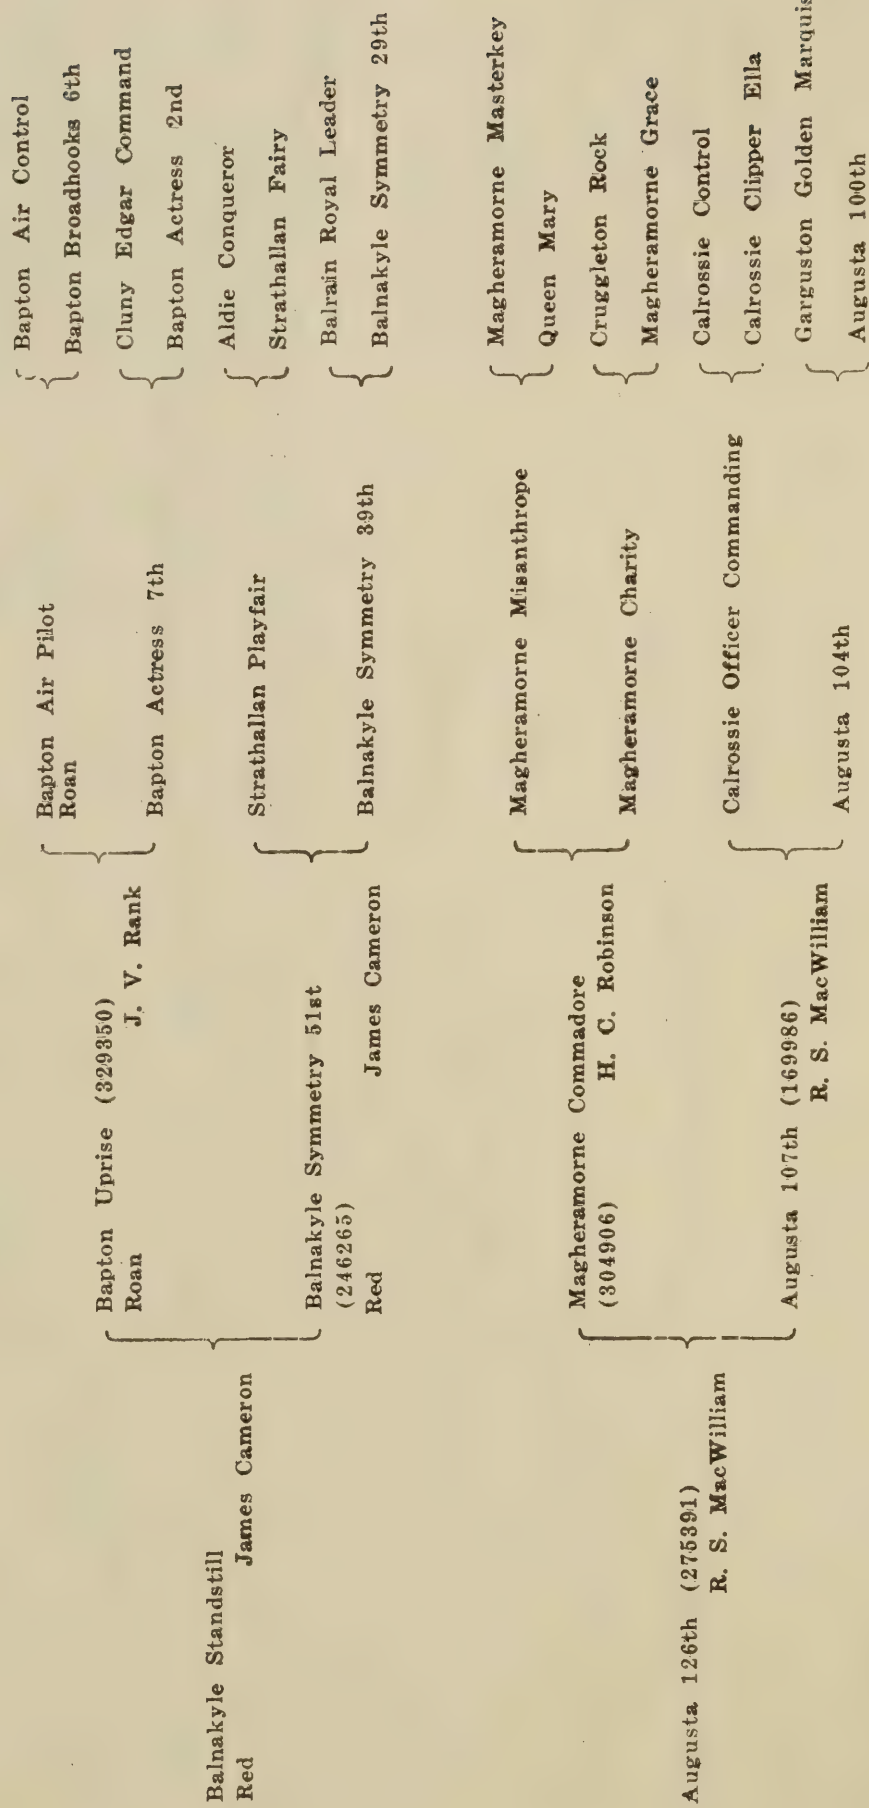 Balnakyle Standstill
Red James Cameron
Bapton Uprise (329350)
Roan J. V. Rank
Bapton Air Pilot
Roan
Bapton Air Control
Bapton Broadhooks 6th
Bapton Actress 7th
Cluny Edgar Command
Bapton Actress 2nd
Balnakyle Symmetry 51st
(246265)
Red James Cameron
Strathallan Playfair
Aldie Conqueror
Strathallan Fairy
Balnakyle Symmetry 39th
Balrain Royal Leader
Balnakyle Symmetry 29th
Augusta 126th (275391)
R. S. MacWilliam
Magheramorne Commadore
(304906) H. C. Robinson
Magheramorne Misanthrope
Magheramorne Masterkey
Queen Mary
Magheramorne Charity
Cruggleton Rock
Magheramorne Grace
Augusta 107th (169986)
R. S. MacWilliam
Calrossie Officer Commanding
Calrossie Control
Calrossie Clipper Ella
Augusta 104th
Garguston Golden Marquis
Augusta 100th